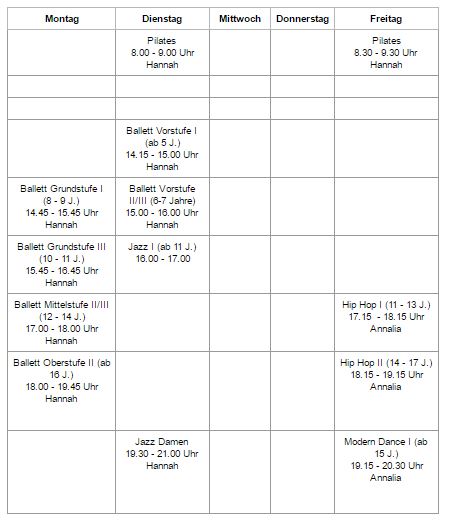 Montag Dienstag Mittwoch Donnerstag Freitag
Pilates
8.00 - 9.00 Uhr
Hannah
Pilates
8.30 - 9.30 Uhr
Hannah
Ballett Vorstufe I
(ab 5 J.)
14.15 - 15.00 Uhr
Hannah
Ballett Grundstufe I
(8 - 9 J.)
14.45 - 15.45 Uhr
Hannah
Ballett Vorstufe
II/III (6-7 Jahre)
15.00 - 16.00 Uhr
Hannah
Ballett Grundstufe III
(10 - 11 J.)
15.45 - 16.45 Uhr
Hannah
Jazz I (ab 11 J.)
16.00 - 17.00
Ballett Mittelstufe II/III
(12 - 14 J.)
17.00 - 18.00 Uhr
Hannah
Hip Hop I (11 - 13 J.)
17.15 - 18.15 Uhr
Annalia
Ballett Oberstufe II (ab
16 J.)
18.00 - 19.45 Uhr
Hannah
Hip Hop II (14 - 17 J.)
18.15 - 19.15 Uhr
Annalia
Jazz Damen
19.30 - 21.00 Uhr
Hannah
Modern Dance I (ab
15 J.)
19.15 - 20.30 Uhr
Annalia